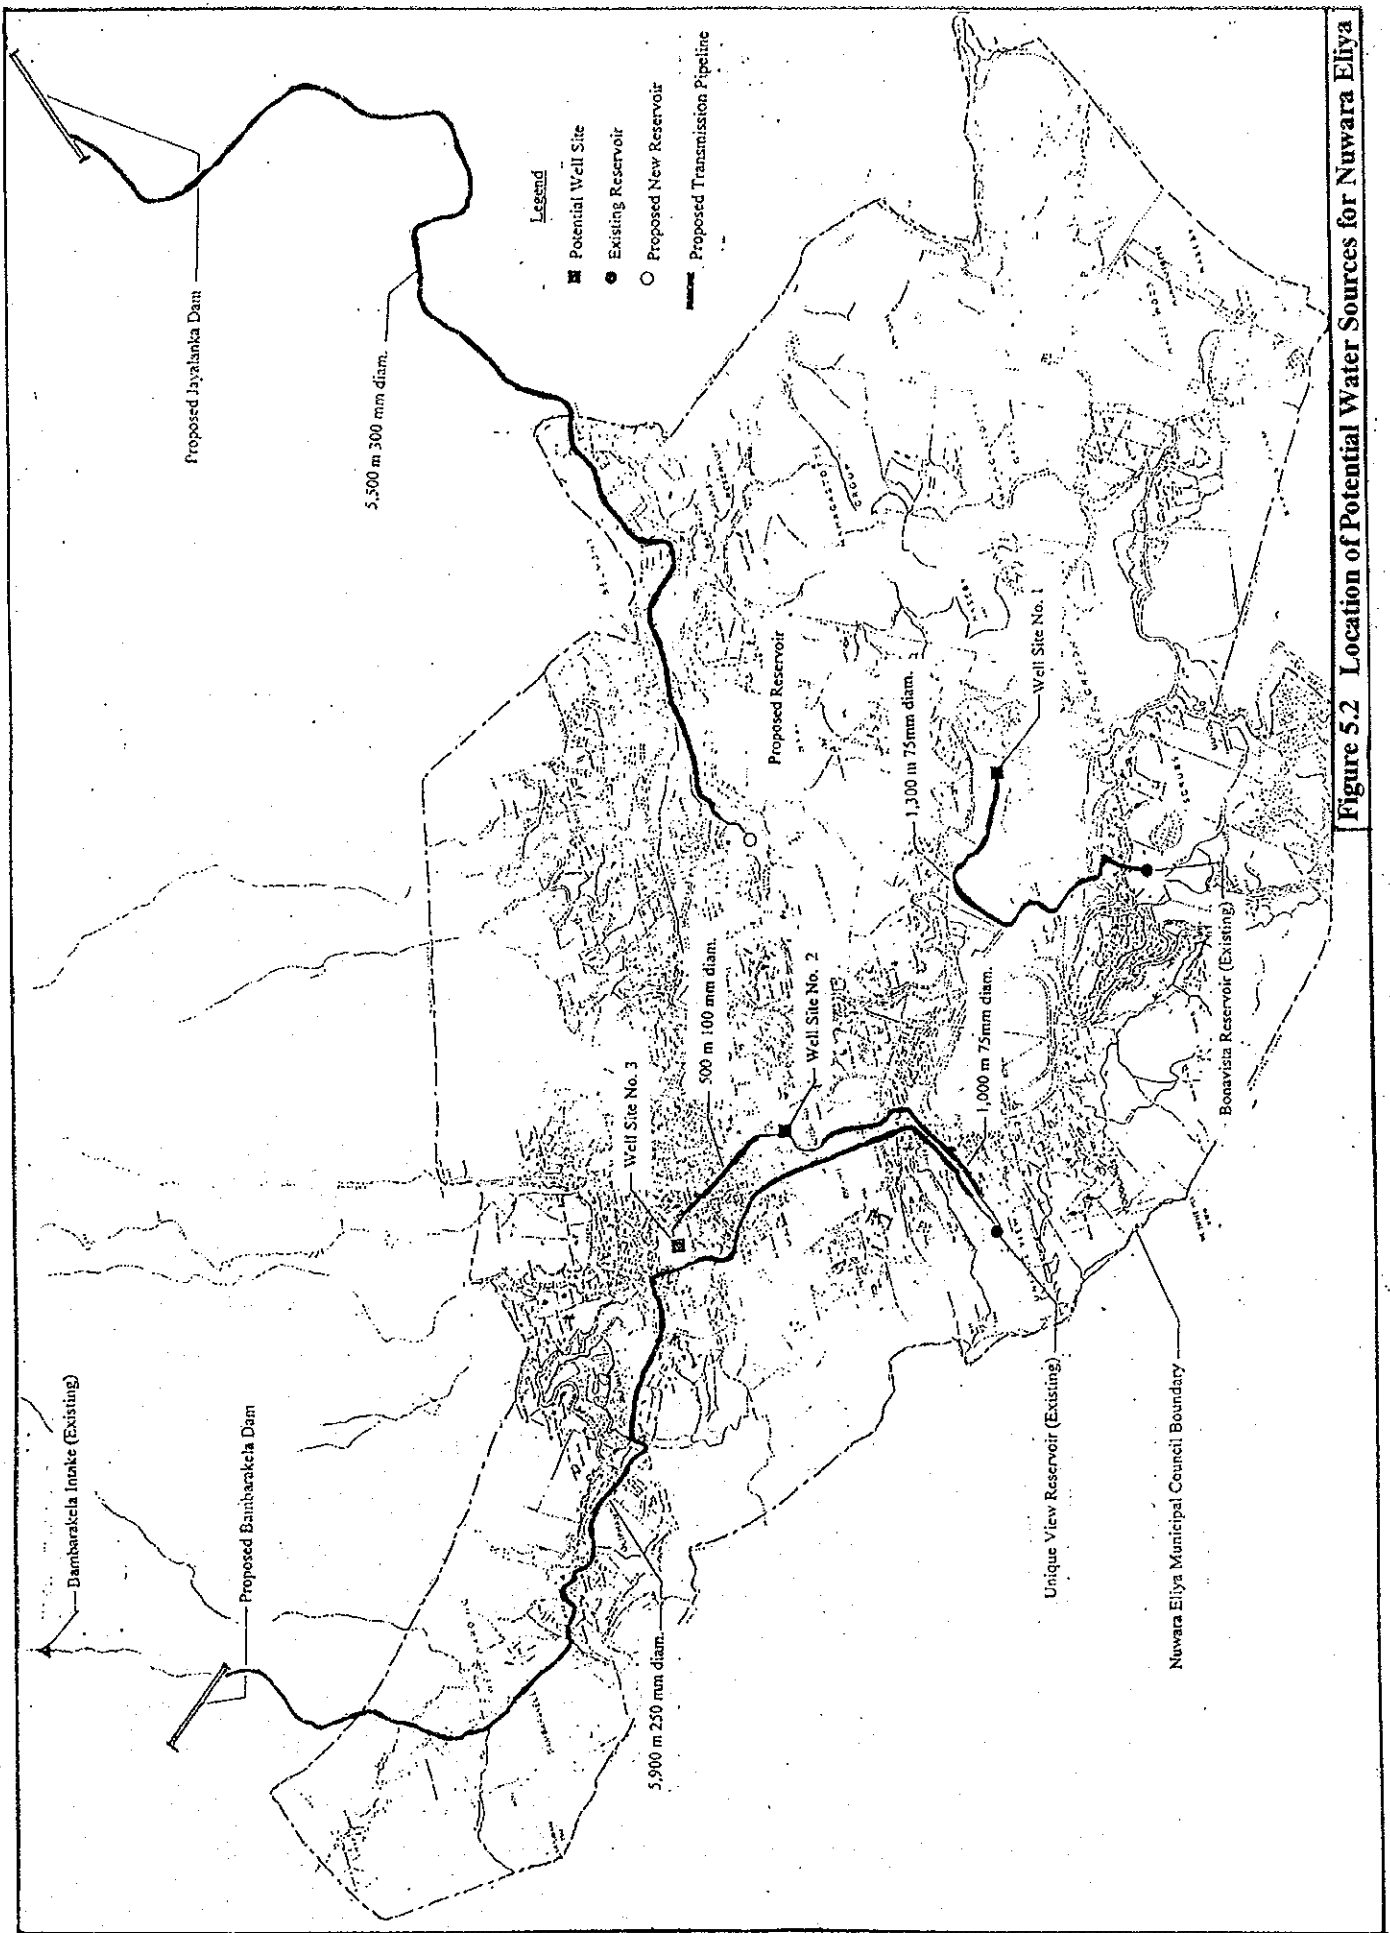 Bambarakela Intake (Existing)
Proposed Bambarakela Dam
Proposed Jayalanka Dam
5,500 m 300 mm diam.
Legend
Potential Well Site
Existing Reservoir
Proposed New Reservoir
Proposed Transmission Pipeline
Well Site No. 3
500 m 100 mm diam.
Well Site No. 2
Proposed Reservoir
1,300 m 75mm diam.
Well Site No. 1
5,900 m 250 mm diam.
1,000 m 75mm diam.
Unique View Reservoir (Existing)
Bonavista Reservoir (Existing)
Nuwara Eliya Municipal Council Boundary
Figure 5.2 Location of Potential Water Sources for Nuwara Eliya